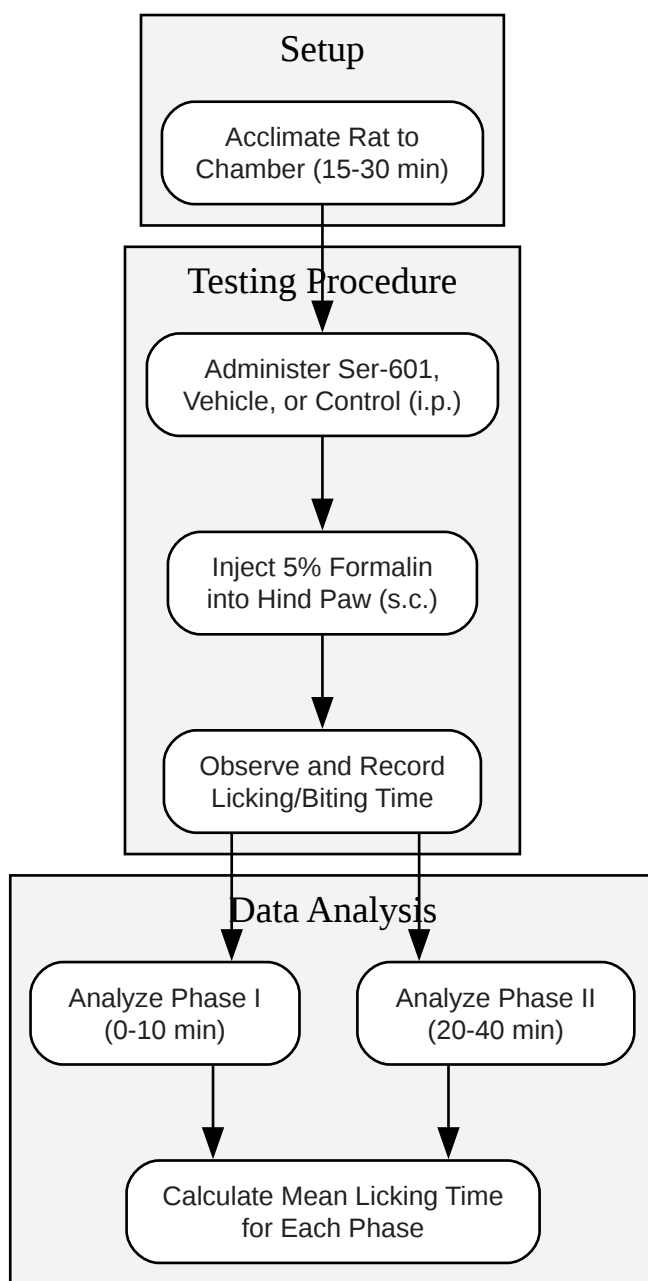 Setup
Acclimate Rat to
Chamber (15-30 min)
Testing Procedure
Administer Ser-601,
Vehicle, or Control (i.p.)
Inject 5% Formalin
into Hind Paw (s.c.)
Observe and Record
Licking/Biting Time
Data Analysis
Analyze Phase I
(0-10 min)
Analyze Phase II
(20-40 min)
Calculate Mean Licking Time
for Each Phase